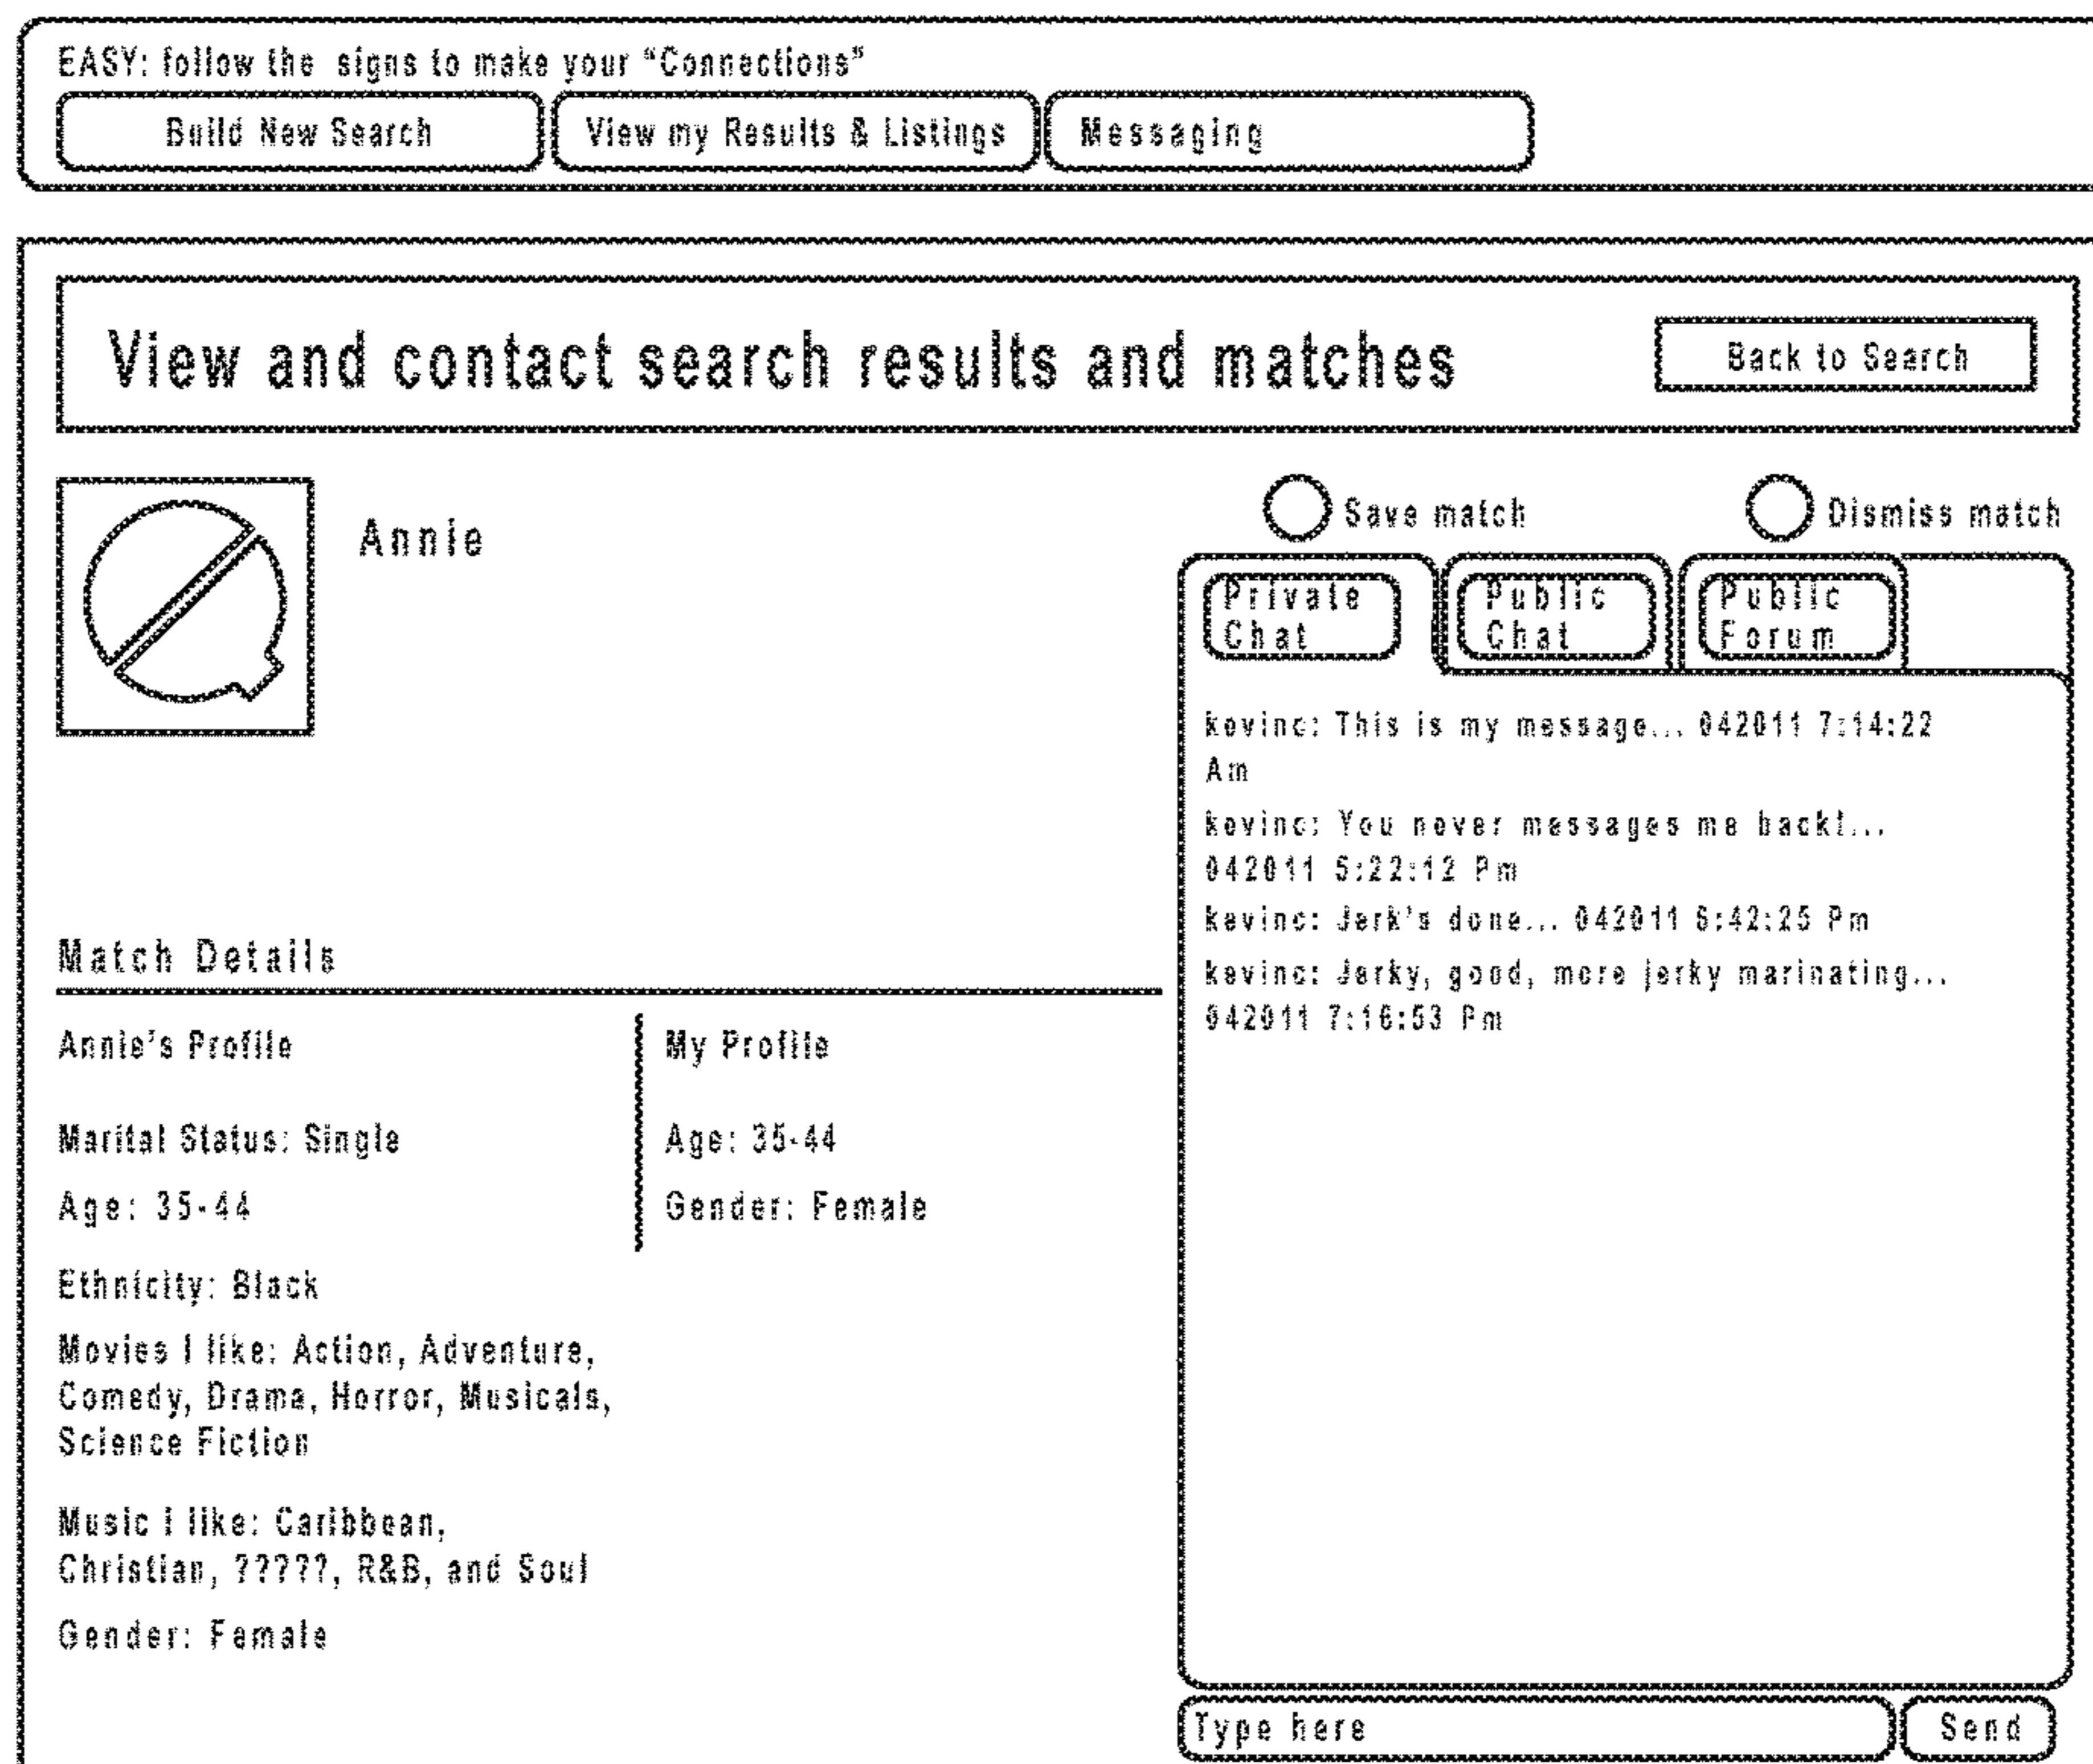 EASY: follow the signs to make your "Connections"
Build New Search
View my Results & Listings
Messaging
View and contact search results and matches
Back to Search
Annie
Save match
Dismiss match
Private
Chat
Public
Chat
Public
Forum
kevinc: This is my message... 042011 7:14:22
Am
kevinc: You never messages me back!...
042011 5:22:12 Pm
kevinc: Jerk's done... 042011 6:42:25 Pm
kevinc: Jerky, good, more jerky marinating...
042011 7:16:53 Pm
Type here
Send
Match Details
Annie's Profile
Marital Status: Single
Age: 35-44
Ethnicity: Black
Movies I like: Action, Adventure,
Comedy, Drama, Horror, Musicals,
Science Fiction
Music I like: Caribbean,
Christian, ?????, R&B, and Soul
Gender: Female
My Profile
Age: 35-44
Gender: Female